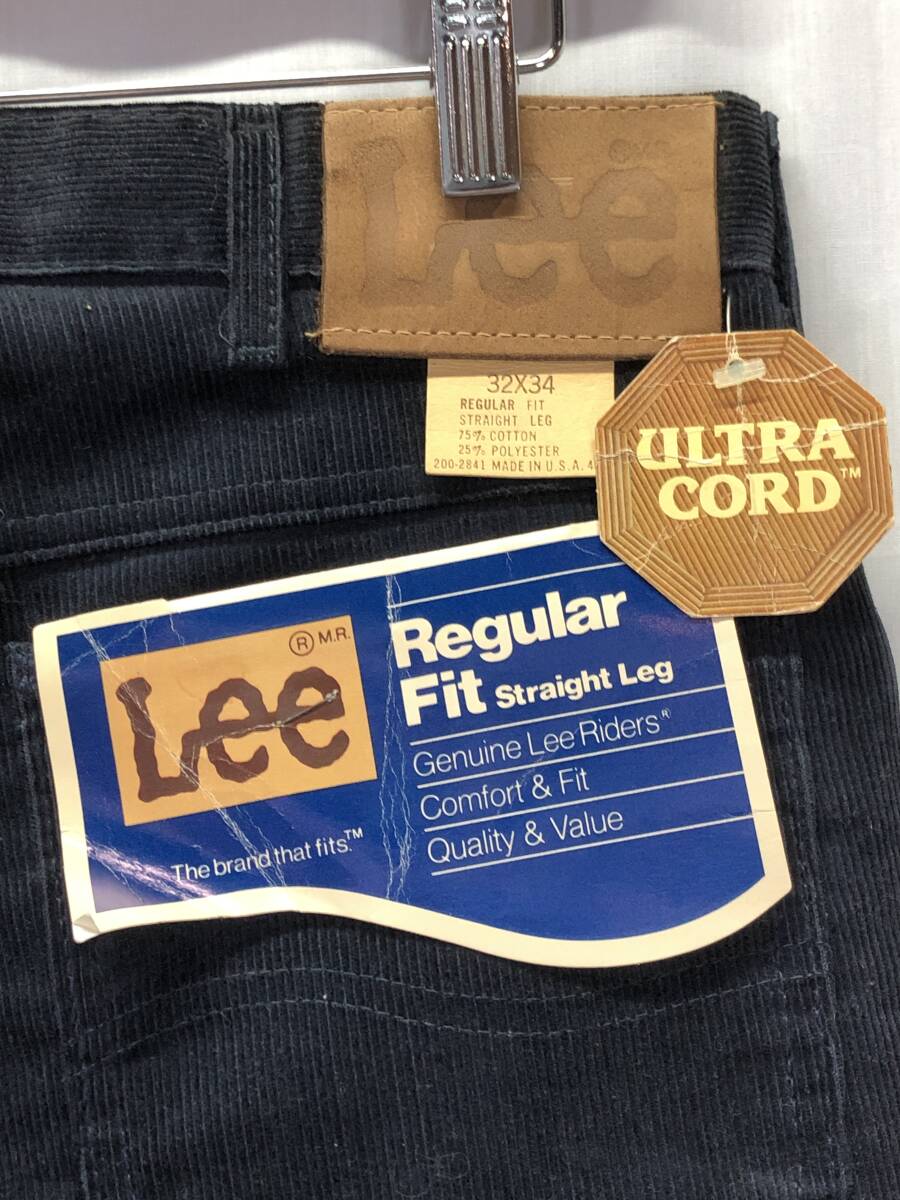 Lee
32X34
REGULAR FIT
STRAIGHT LEG
75% COTTON
25% POLYESTER
200-2841 MADE IN U.S.A. 4
ULTRA
CORD™
® M.R.
Lee
The brand that fits.™
Regular
Fit Straight Leg
Genuine Lee Riders®
Comfort & Fit
Quality & Value